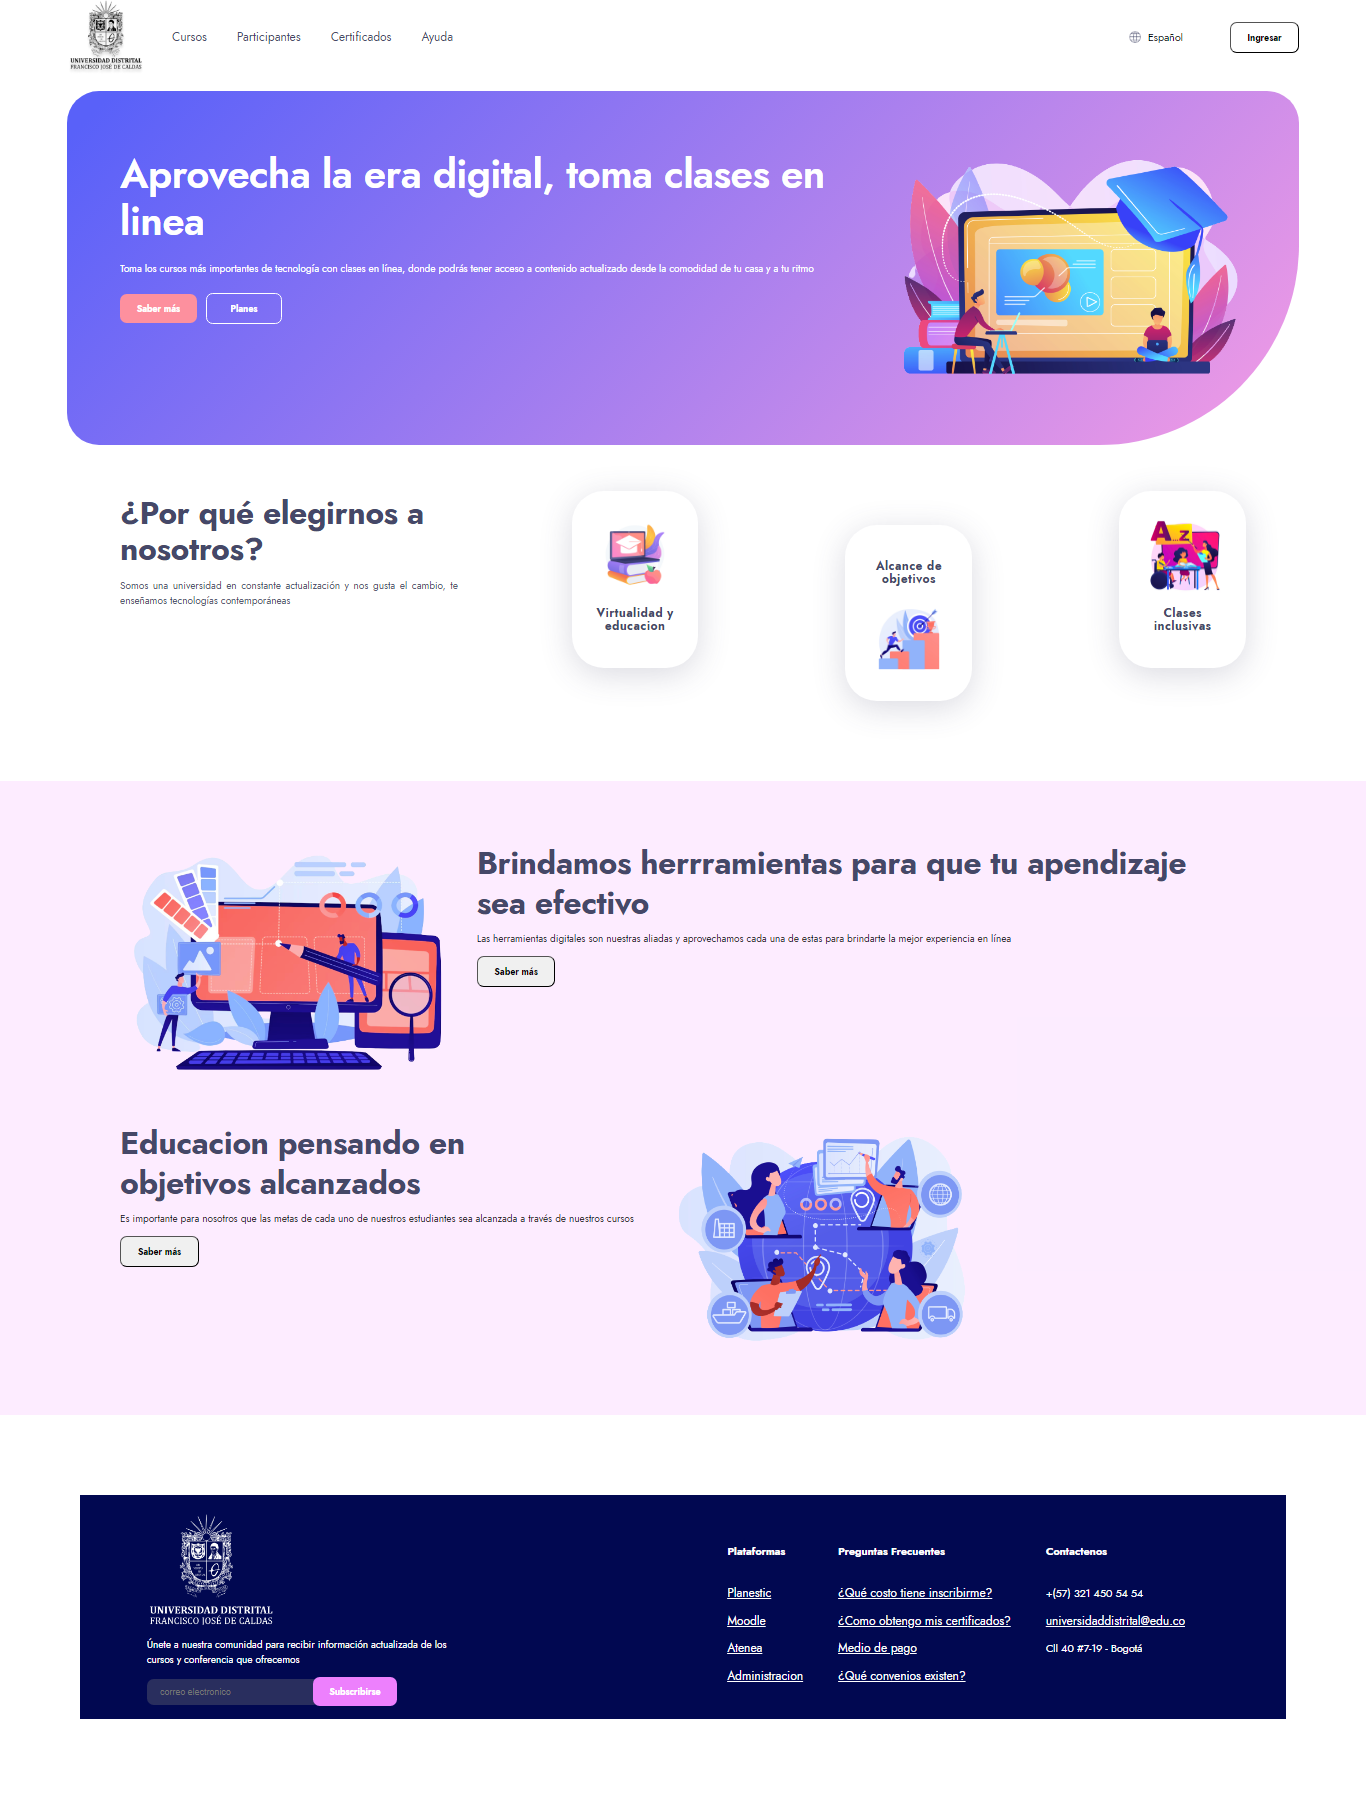 UNIVERSIDAD DISTRITAL
FRANCISCO JOSÉ DE CALDAS
Cursos
Participantes
Certificados
Ayuda
Español
Ingresar
Aprovecha la era digital, toma clases en
linea
Toma los cursos más importantes de tecnología con clases en línea, donde podrás tener acceso a contenido actualizado desde la comodidad de tu casa y a tu ritmo
Saber más
Planes
¿Por qué elegirnos a
nosotros?
Somos una universidad en constante actualización y nos gusta el cambio, te
enseñamos tecnologías contemporáneas
Virtualidad y
educacion
Alcance de
objetivos
A...z
Clases
inclusivas
Brindamos herrramientas para que tu apendizaje
sea efectivo
Las herramientas digitales son nuestras aliadas y aprovechamos cada una de estas para brindarte la mejor experiencia en línea
Saber más
Educacion pensando en
objetivos alcanzados
Es importante para nosotros que las metas de cada uno de nuestros estudiantes sea alcanzada a través de nuestros cursos
Saber más
UNIVERSIDAD DISTRITAL
FRANCISCO JOSÉ DE CALDAS
Únete a nuestra comunidad para recibir información actualizada de los
cursos y conferencia que ofrecemos
correo electronico
Subscribirse
Plataformas
Planestic
Moodle
Atenea
Administracion
Preguntas Frecuentes
¿Qué costo tiene inscribirme?
¿Como obtengo mis certificados?
Medio de pago
¿Qué convenios existen?
Contactenos
+(57) 321 450 54 54
universidaddistrital@edu.co
Cll 40 #7-19 - Bogotá